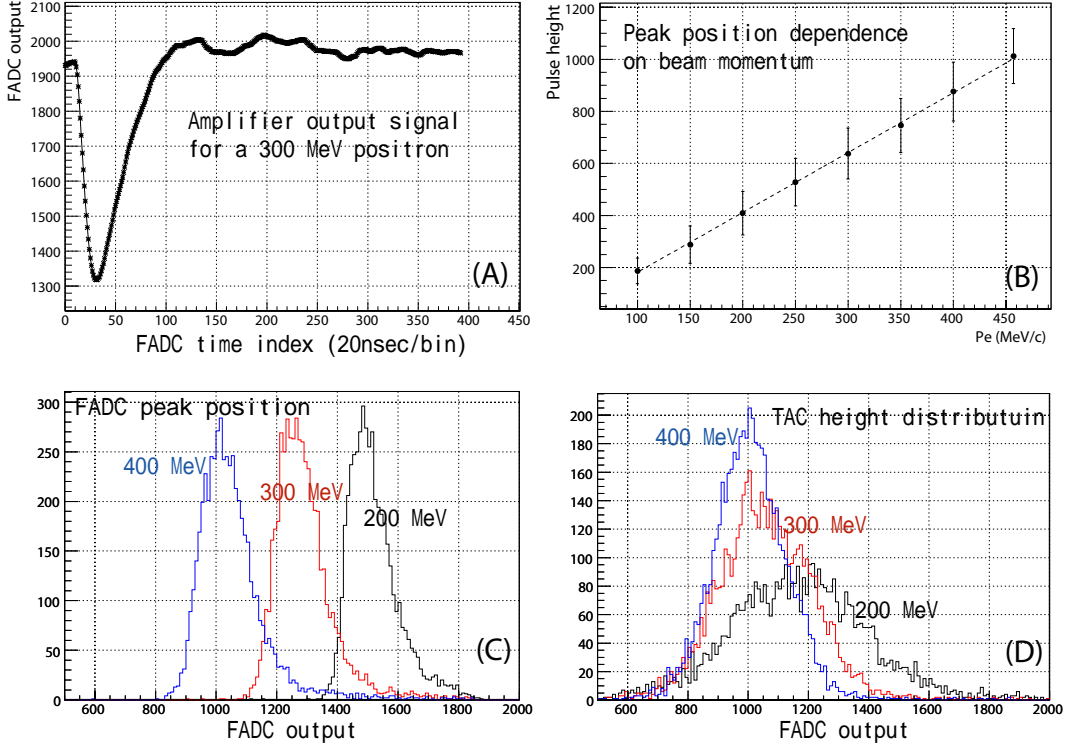 (A)
FADC output
2100
2000
1900
1800
1700
1600
1500
1400
1300
Amplifier output signal
for a 300 MeV positron
0 50 100 150 200 250 300 350 400 450
FADC time index (20nsec/bin)
(B)
Pulse height
1200
1000
800
600
400
200
Peak position dependence
on beam momentum
100 150 200 250 300 350 400 450
Pe (MeV/c)
FADC peak position
300
250
200
150
100
50
0
400 MeV
300 MeV
200 MeV
(C)
600 800 1000 1200 1400 1600 1800 2000
FADC output
TAC height distributuin
200
180
160
140
120
100
80
60
40
20
0
400 MeV
300 MeV
200 MeV
(D)
600 800 1000 1200 1400 1600 1800 2000
FADC output